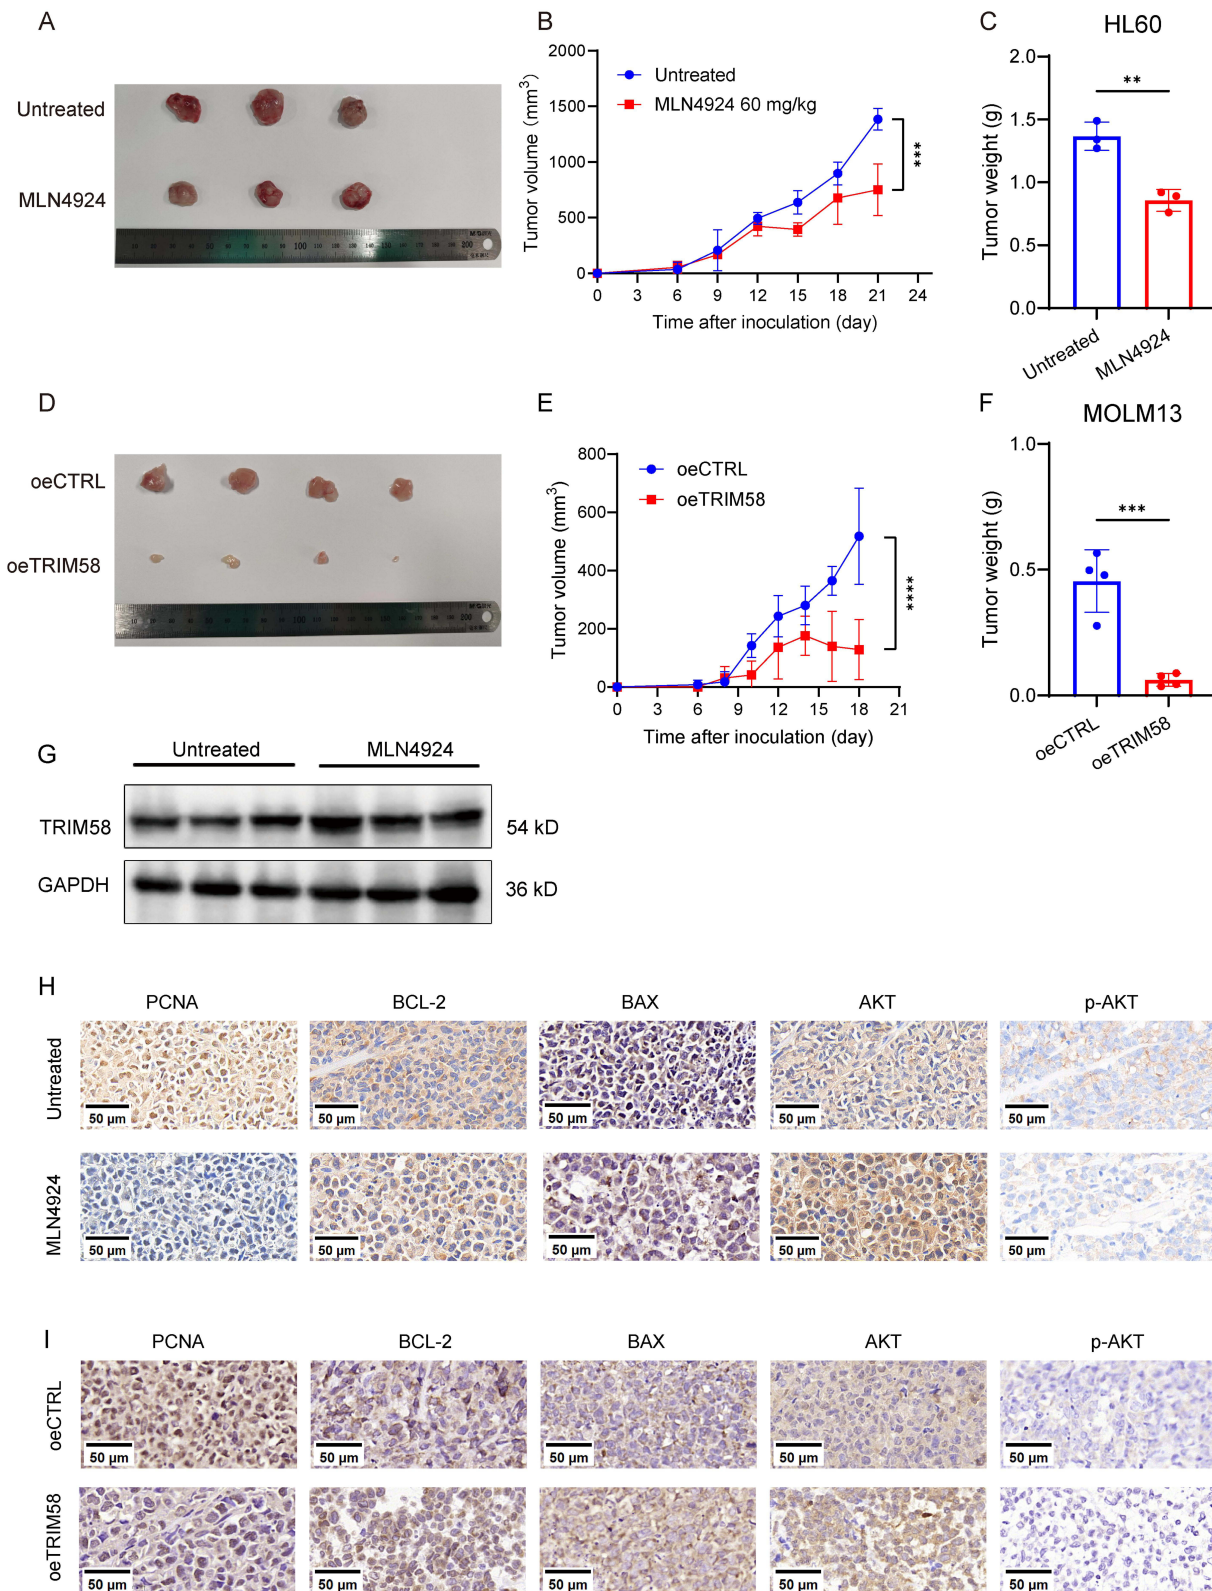 A
Untreated
MLN4924
B
Tumor volume (mm³)
2000
1500
1000
500
0
Untreated
MLN4924 60 mg/kg
***
0 3 6 9 12 15 18 21 24
Time after inoculation (day)
C
HL60
Tumor weight (g)
2.0
1.5
1.0
0.5
0.0
**
Untreated
MLN4924
D
oeCTRL
oeTRIM58
E
Tumor volume (mm³)
800
600
400
200
0
oeCTRL
oeTRIM58
****
0 3 6 9 12 15 18 21
Time after inoculation (day)
F
MOLM13
Tumor weight (g)
1.0
0.5
0.0
***
oeCTRL
oeTRIM58
G
Untreated MLN4924
TRIM58 54 kD
GAPDH 36 kD
H
PCNA BCL-2 BAX AKT p-AKT
Untreated
50 µm 50 µm 50 µm 50 µm 50 µm
MLN4924
50 µm 50 µm 50 µm 50 µm 50 µm
I
PCNA BCL-2 BAX AKT p-AKT
oeCTRL
50 µm 50 µm 50 µm 50 µm 50 µm
oeTRIM58
50 µm 50 µm 50 µm 50 µm 50 µm